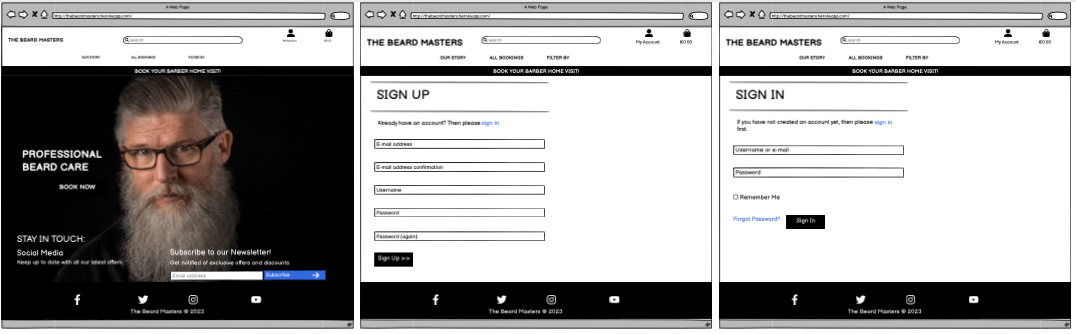 A Web Page
http://thebeardmasters.herokuapp.com/
THE BEARD MASTERS
search
My Account
€0.00
OUR STORY
ALL BOOKINGS
FILTER BY
BOOK YOUR BARBER HOME VISIT!
PROFESSIONAL
BEARD CARE
BOOK NOW
STAY IN TOUCH:
Social Media
Keep up to date with all our latest offers
Subscribe to our Newsletter!
Get notified of exclusive offers and discounts
Email address
Subscribe
The Beard Masters © 2023
A Web Page
http://thebeardmasters.herokuapp.com/
THE BEARD MASTERS
search
My Account
€0.00
OUR STORY
ALL BOOKINGS
FILTER BY
BOOK YOUR BARBER HOME VISIT!
SIGN UP
Already have an account? Then please sign in
E-mail address
E-mail address confirmation
Username
Password
Password (again)
Sign Up >>
The Beard Masters © 2023
A Web Page
http://thebeardmasters.herokuapp.com/
THE BEARD MASTERS
search
My Account
€0.00
OUR STORY
ALL BOOKINGS
FILTER BY
BOOK YOUR BARBER HOME VISIT!
SIGN IN
If you have not created an account yet, then please sign in
first.
Username or e-mail
Password
Remember Me
Forgot Password?
Sign In
The Beard Masters © 2023